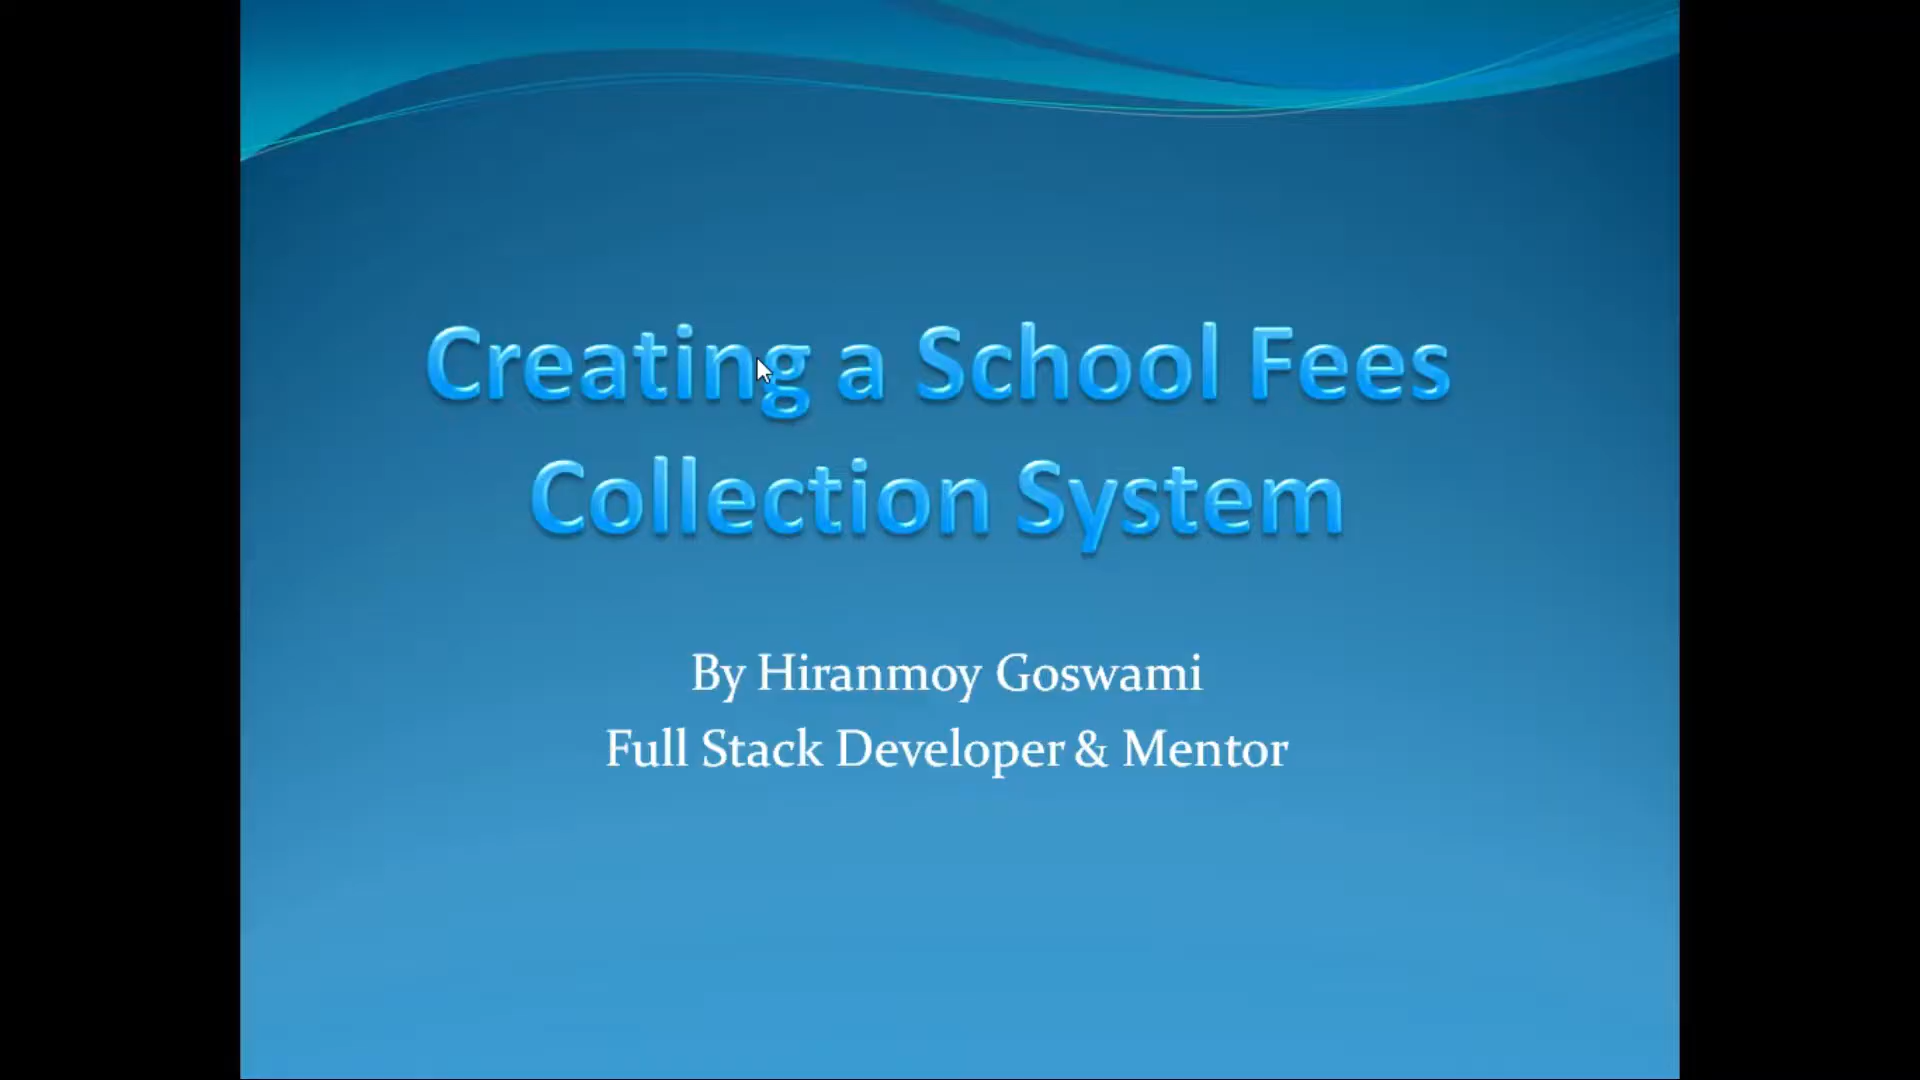 Creating a School Fees
Collection System
By Hiranmoy Goswami
Full Stack Developer & Mentor